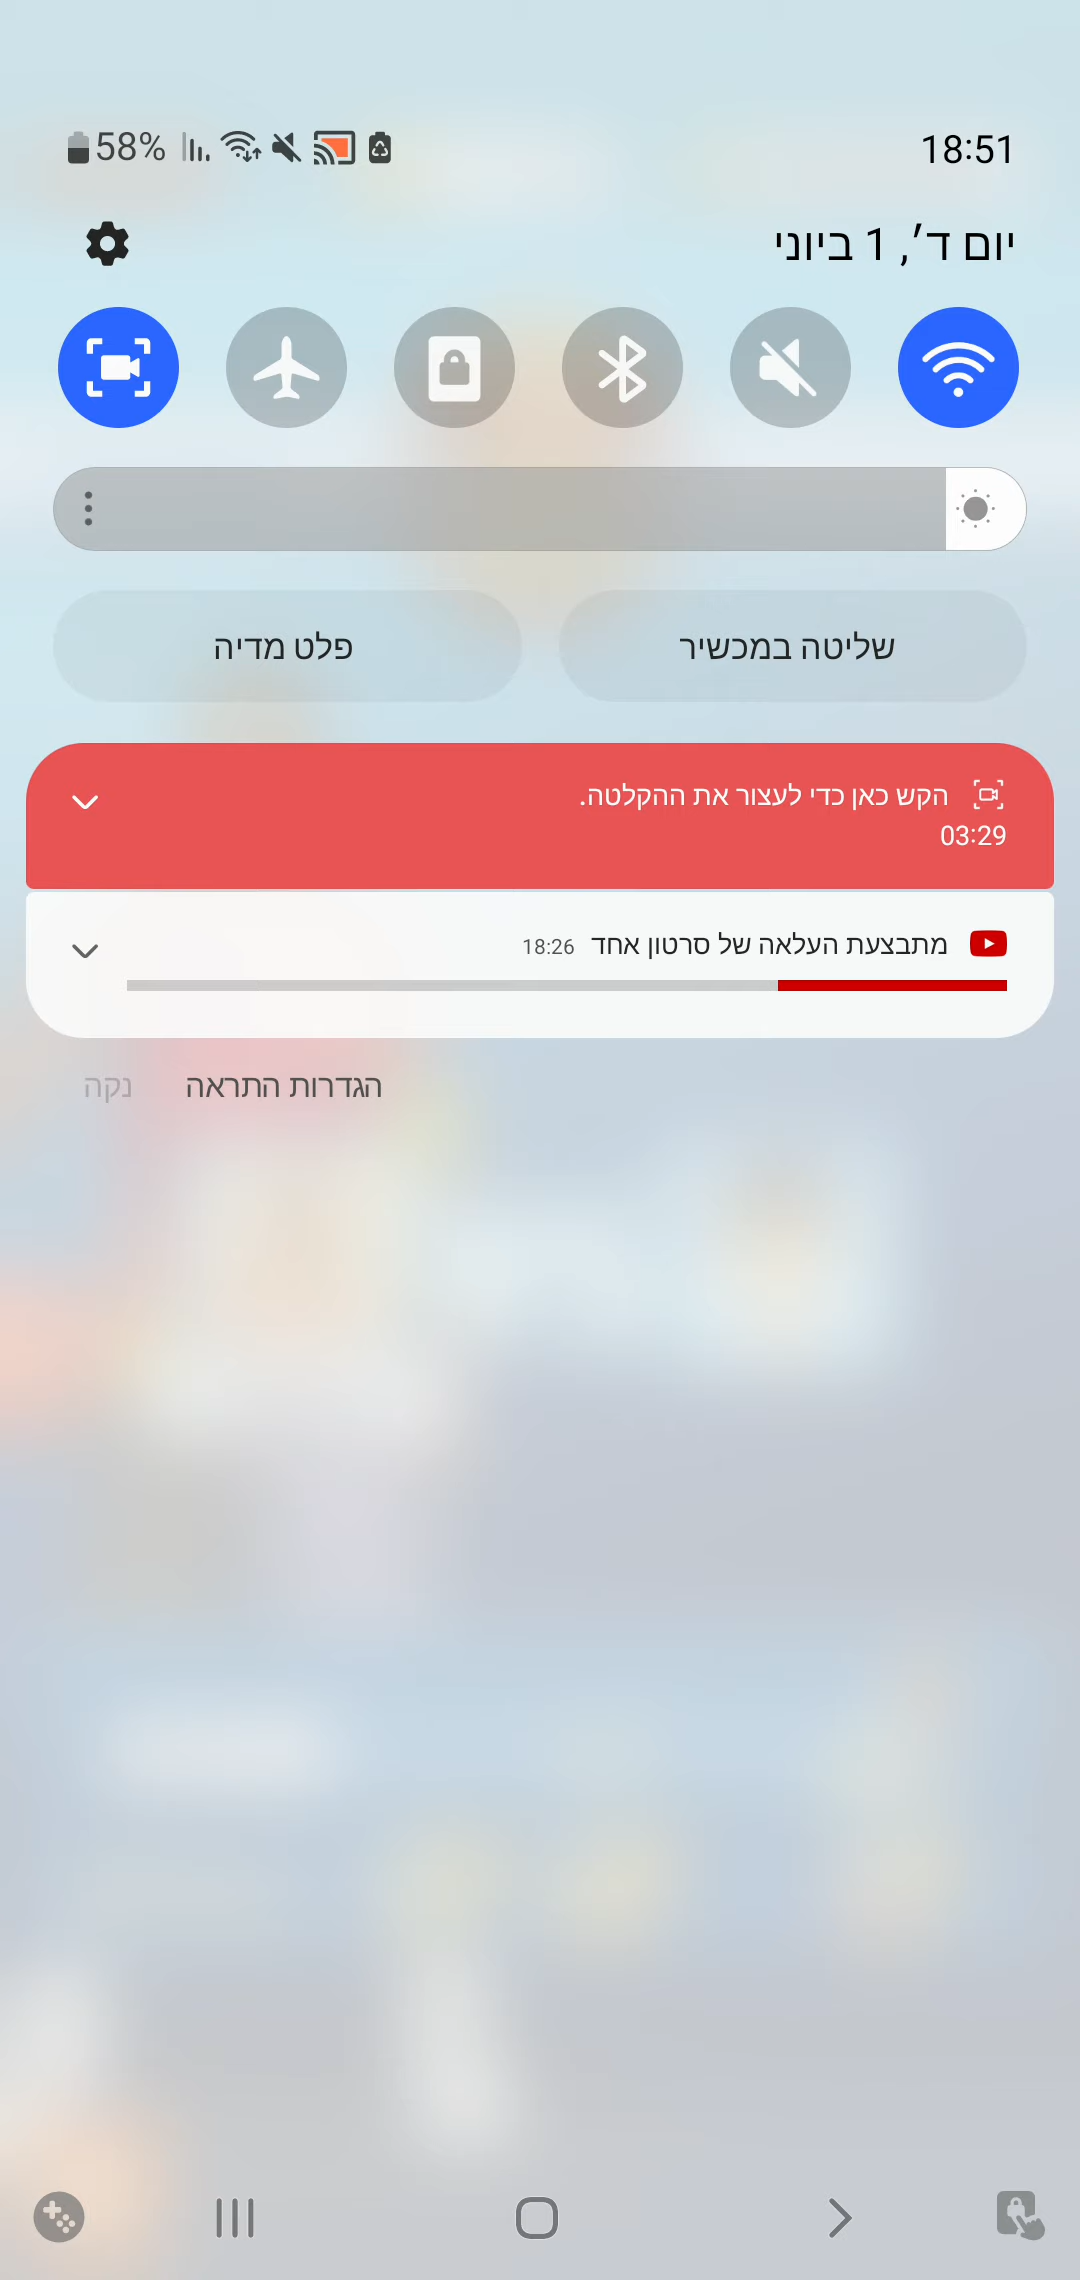 18:51
58%
יום ד׳, 1 ביוני
שליטה במכשיר
פלט מדיה
הקש כאן כדי לעצור את ההקלטה.
03:29
מתבצעת העלאה של סרטון אחד 18:26
הגדרות התראה
נקה